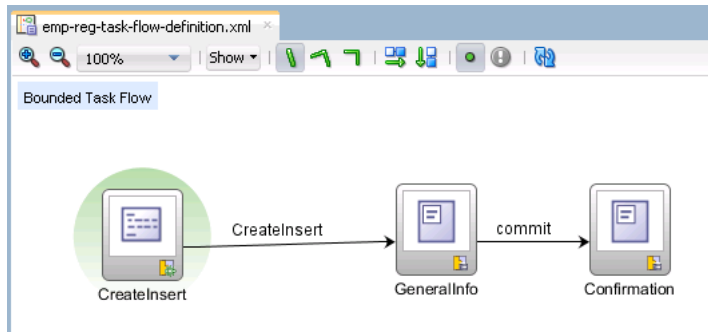 emp-reg-task-flow-definition.xml
100% Show
Bounded Task Flow
CreateInsert commit
CreateInsert GeneralInfo Confirmation